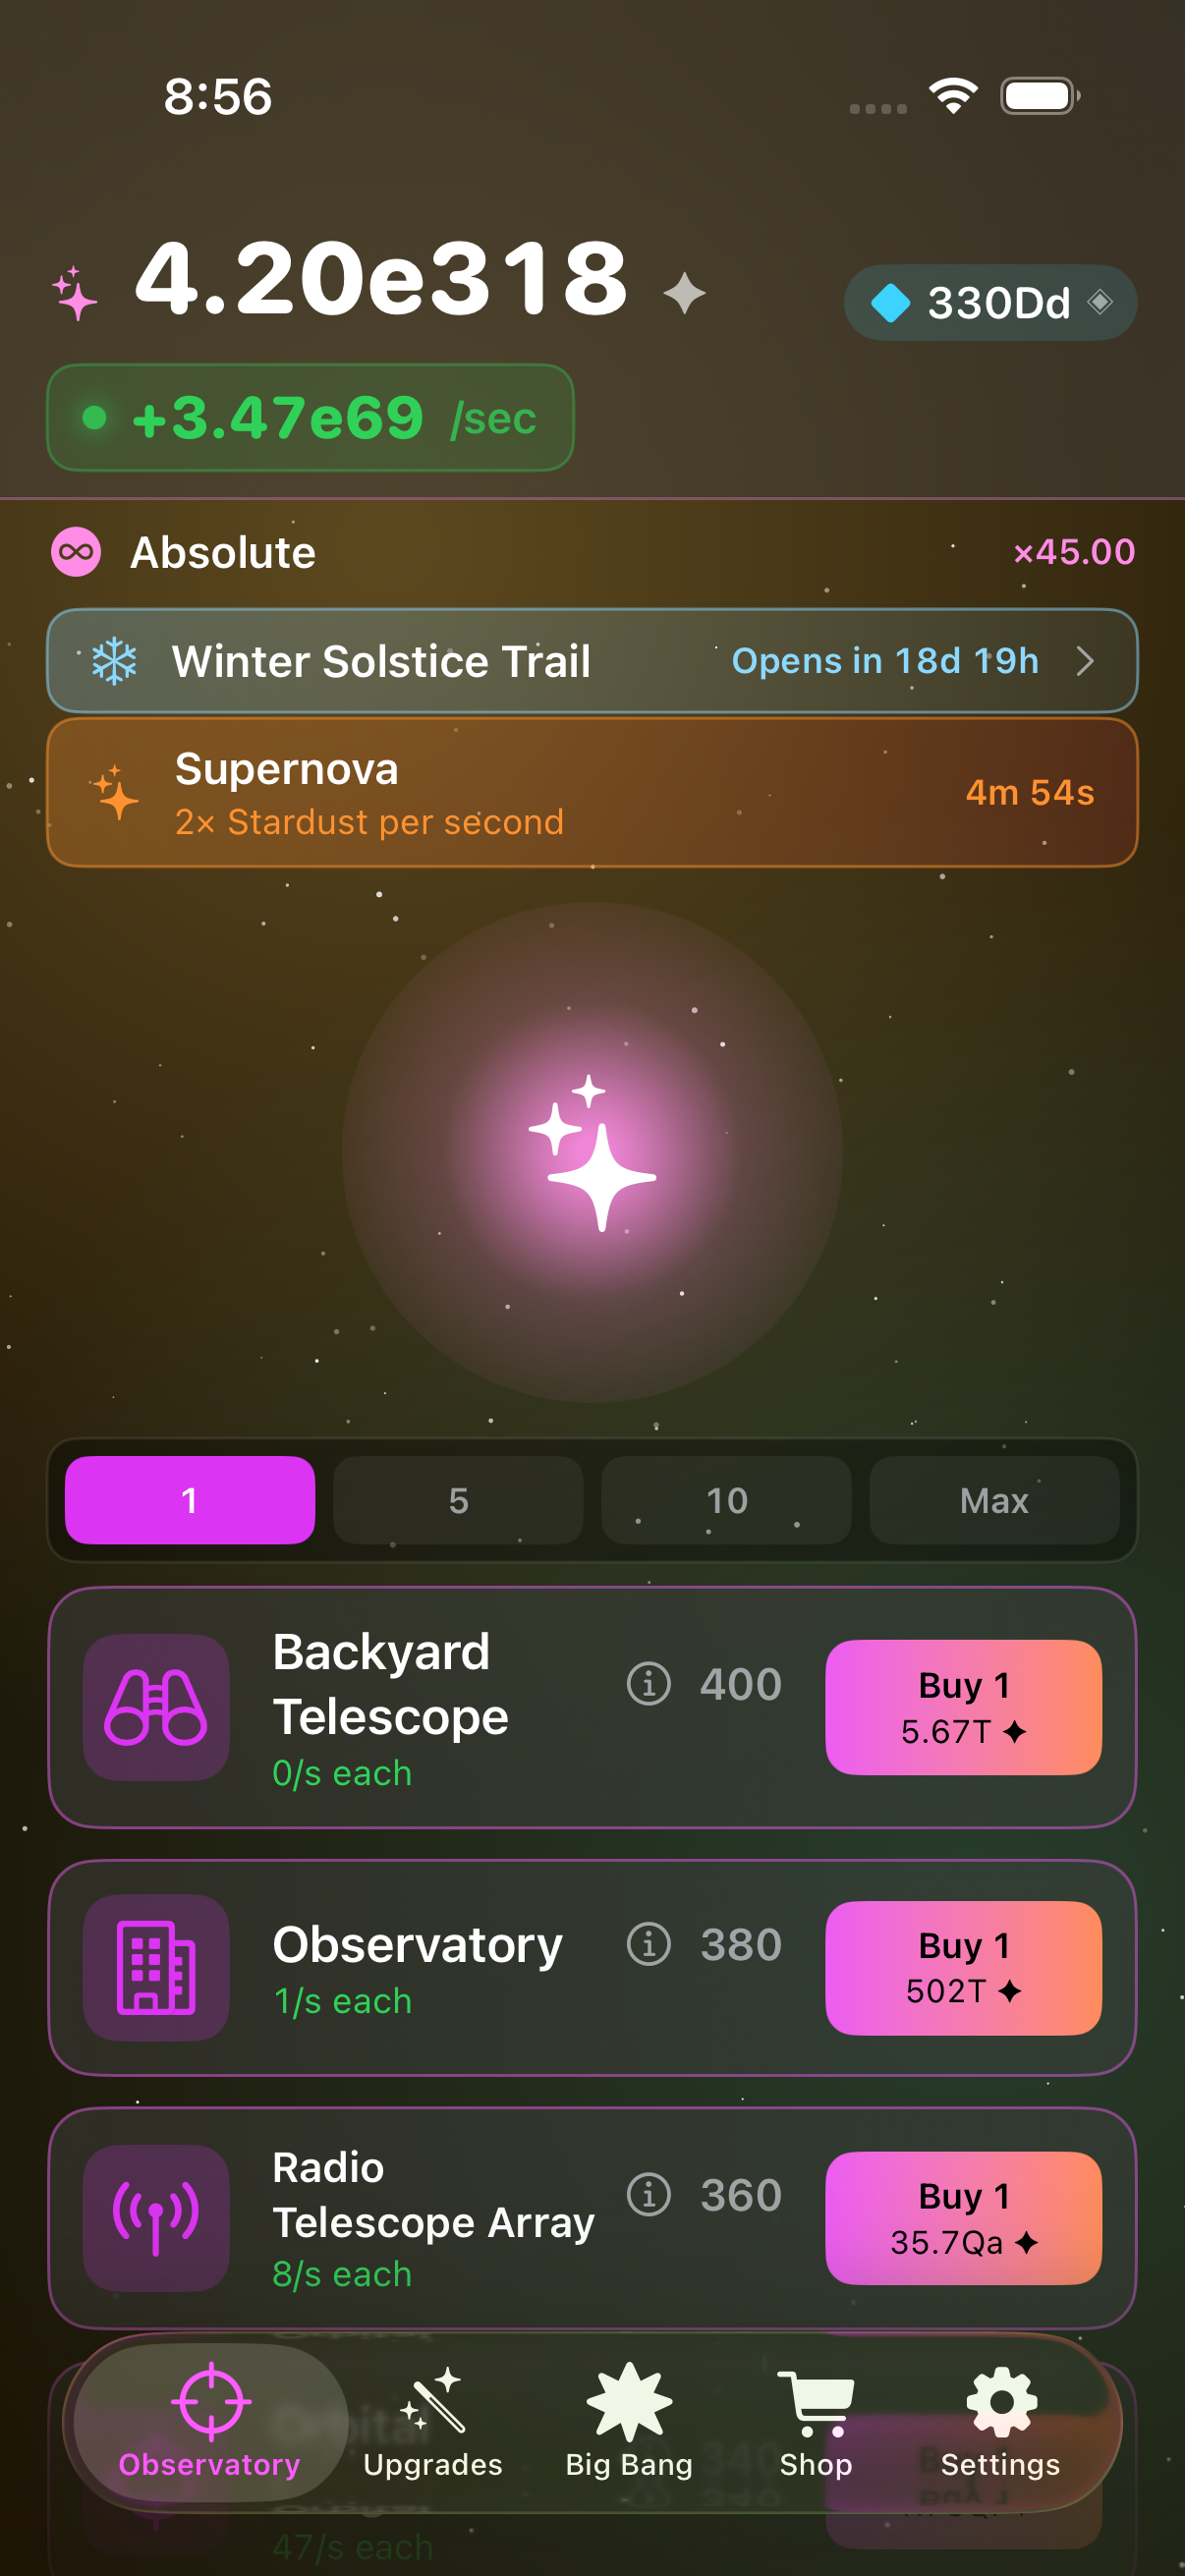 8:56
4.20e318 ✦
330Dd ◈
+3.47e69 /sec
Absolute
×45.00
Winter Solstice Trail
Opens in 18d 19h
Supernova
2× Stardust per second
4m 54s
1
5
10
Max
Backyard
Telescope
0/s each
400
Buy 1
5.67T ✦
Observatory
1/s each
380
Buy 1
502T ✦
Radio
Telescope Array
8/s each
360
Buy 1
35.7Qa ✦
Orbital
340
47/s each
Observatory
Upgrades
Big Bang
Shop
Settings